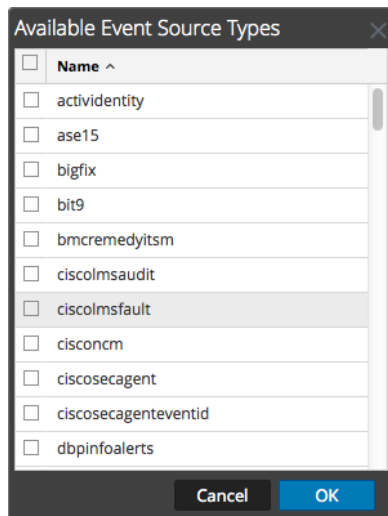 Available Event Source Types
Name
actividentity
ase15
bigfix
bit9
bmcremedyitsm
ciscolmsaudit
ciscolmsfault
cisconcm
ciscosecagent
ciscosecagenteventid
dbpinfoalerts
Cancel OK